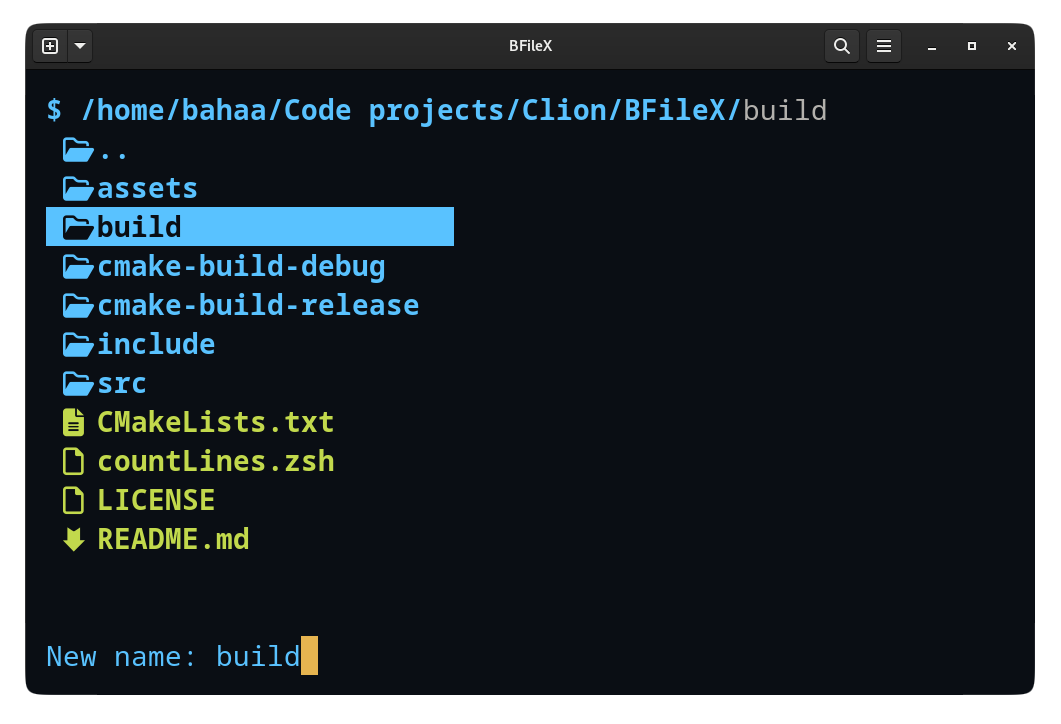 BFileX
$ /home/bahaa/Code projects/Clion/BFileX/build
..
assets
build
cmake-build-debug
cmake-build-release
include
src
CMakeLists.txt
countLines.zsh
LICENSE
README.md
New name: build